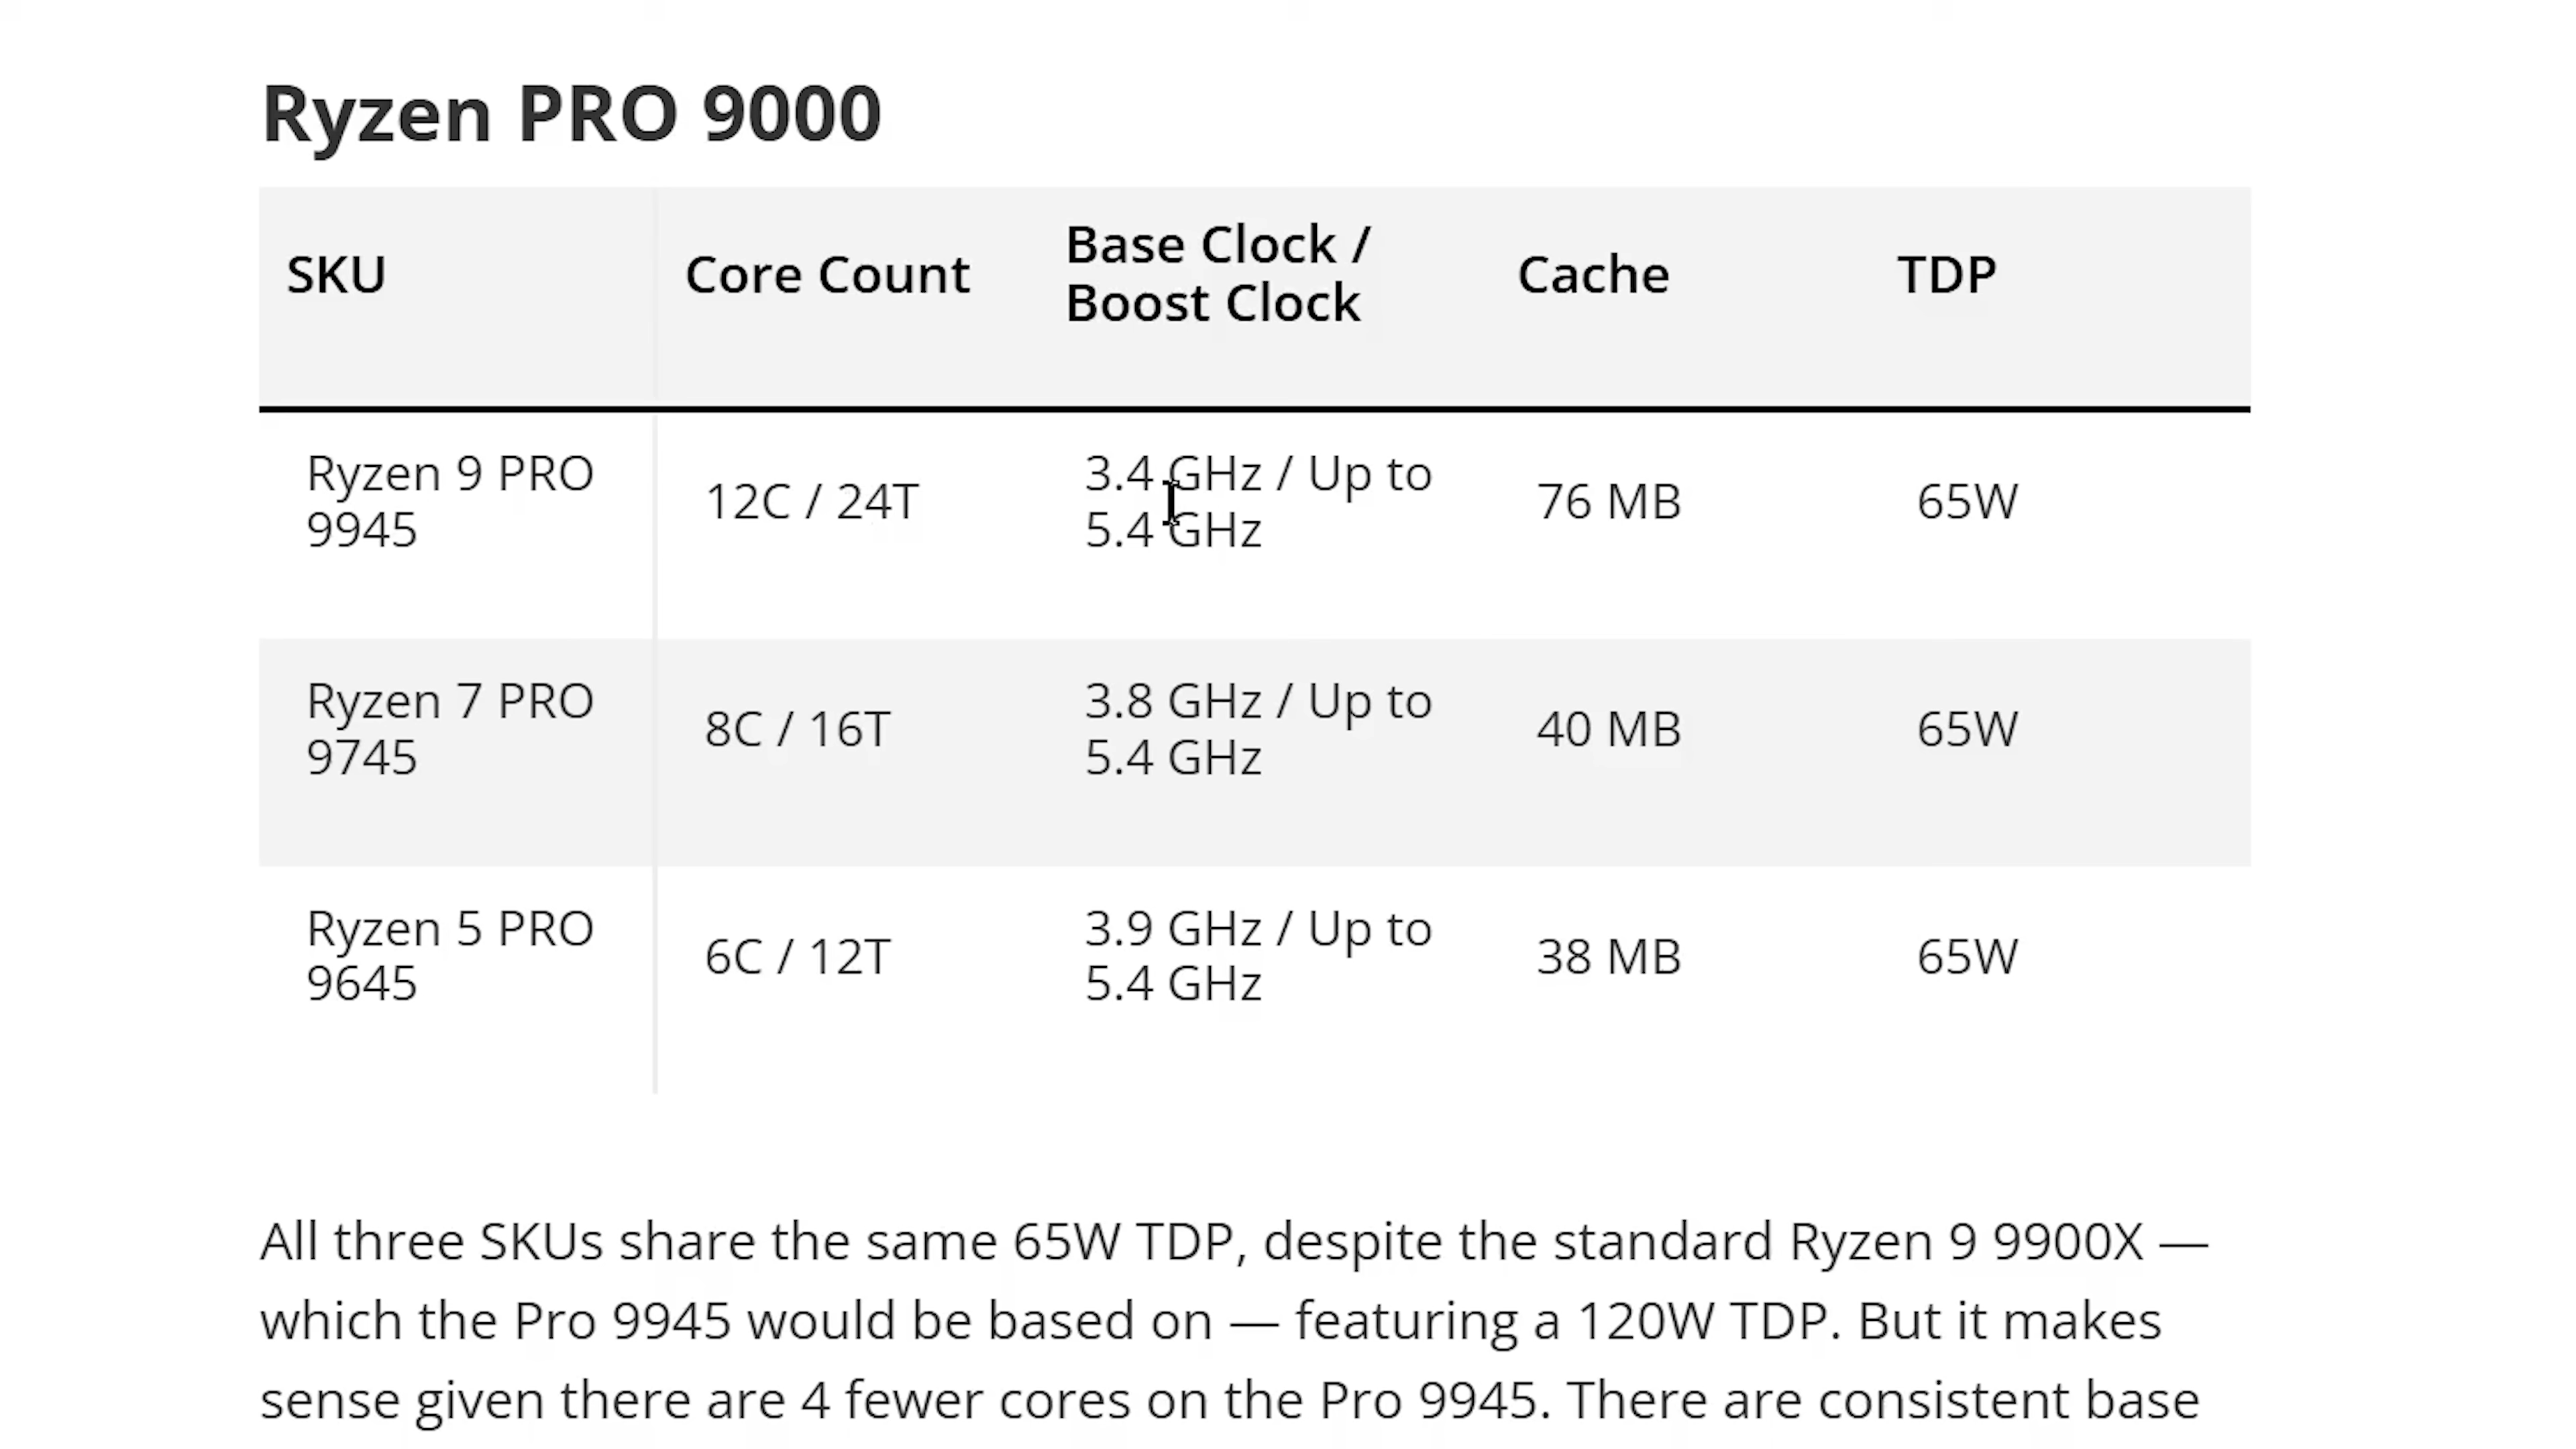 Ryzen PRO 9000
SKU
Core Count
Base Clock /
Boost Clock
Cache
TDP
Ryzen 9 PRO
9945
12C / 24T
3.4 GHz / Up to
5.4 GHz
76 MB
65W
Ryzen 7 PRO
9745
8C / 16T
3.8 GHz / Up to
5.4 GHz
40 MB
65W
Ryzen 5 PRO
9645
6C / 12T
3.9 GHz / Up to
5.4 GHz
38 MB
65W
All three SKUs share the same 65W TDP, despite the standard Ryzen 9 9900X —
which the Pro 9945 would be based on — featuring a 120W TDP. But it makes
sense given there are 4 fewer cores on the Pro 9945. There are consistent base